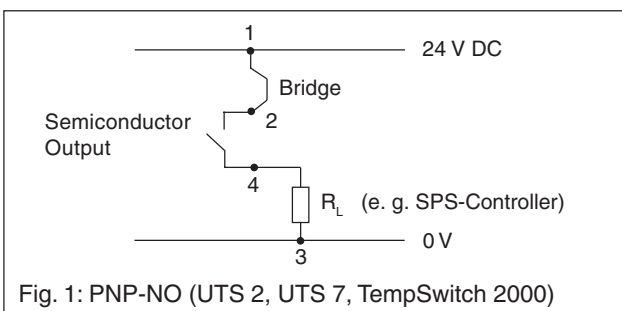 1
24 V DC
Bridge
2
Semiconductor
Output
4
R_L (e. g. SPS-Controller)
0 V
3
Fig. 1: PNP-NO (UTS 2, UTS 7, TempSwitch 2000)